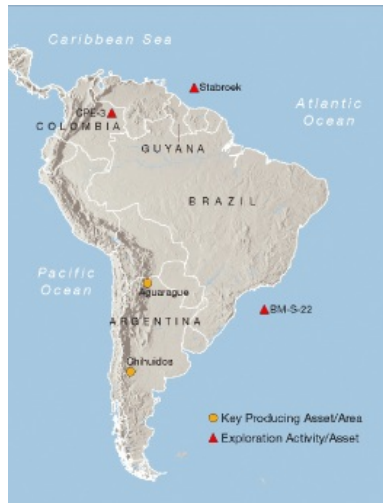 Caribbean Sea
Stabroek
Atlantic
Ocean
CPE-3
COLOMBIA
GUYANA
BRAZIL
Pacific
Ocean
Aguarague
BM-S-22
ARGENTINA
Chihuidos
Key Producing Asset/Area
Exploration Activity/Asset